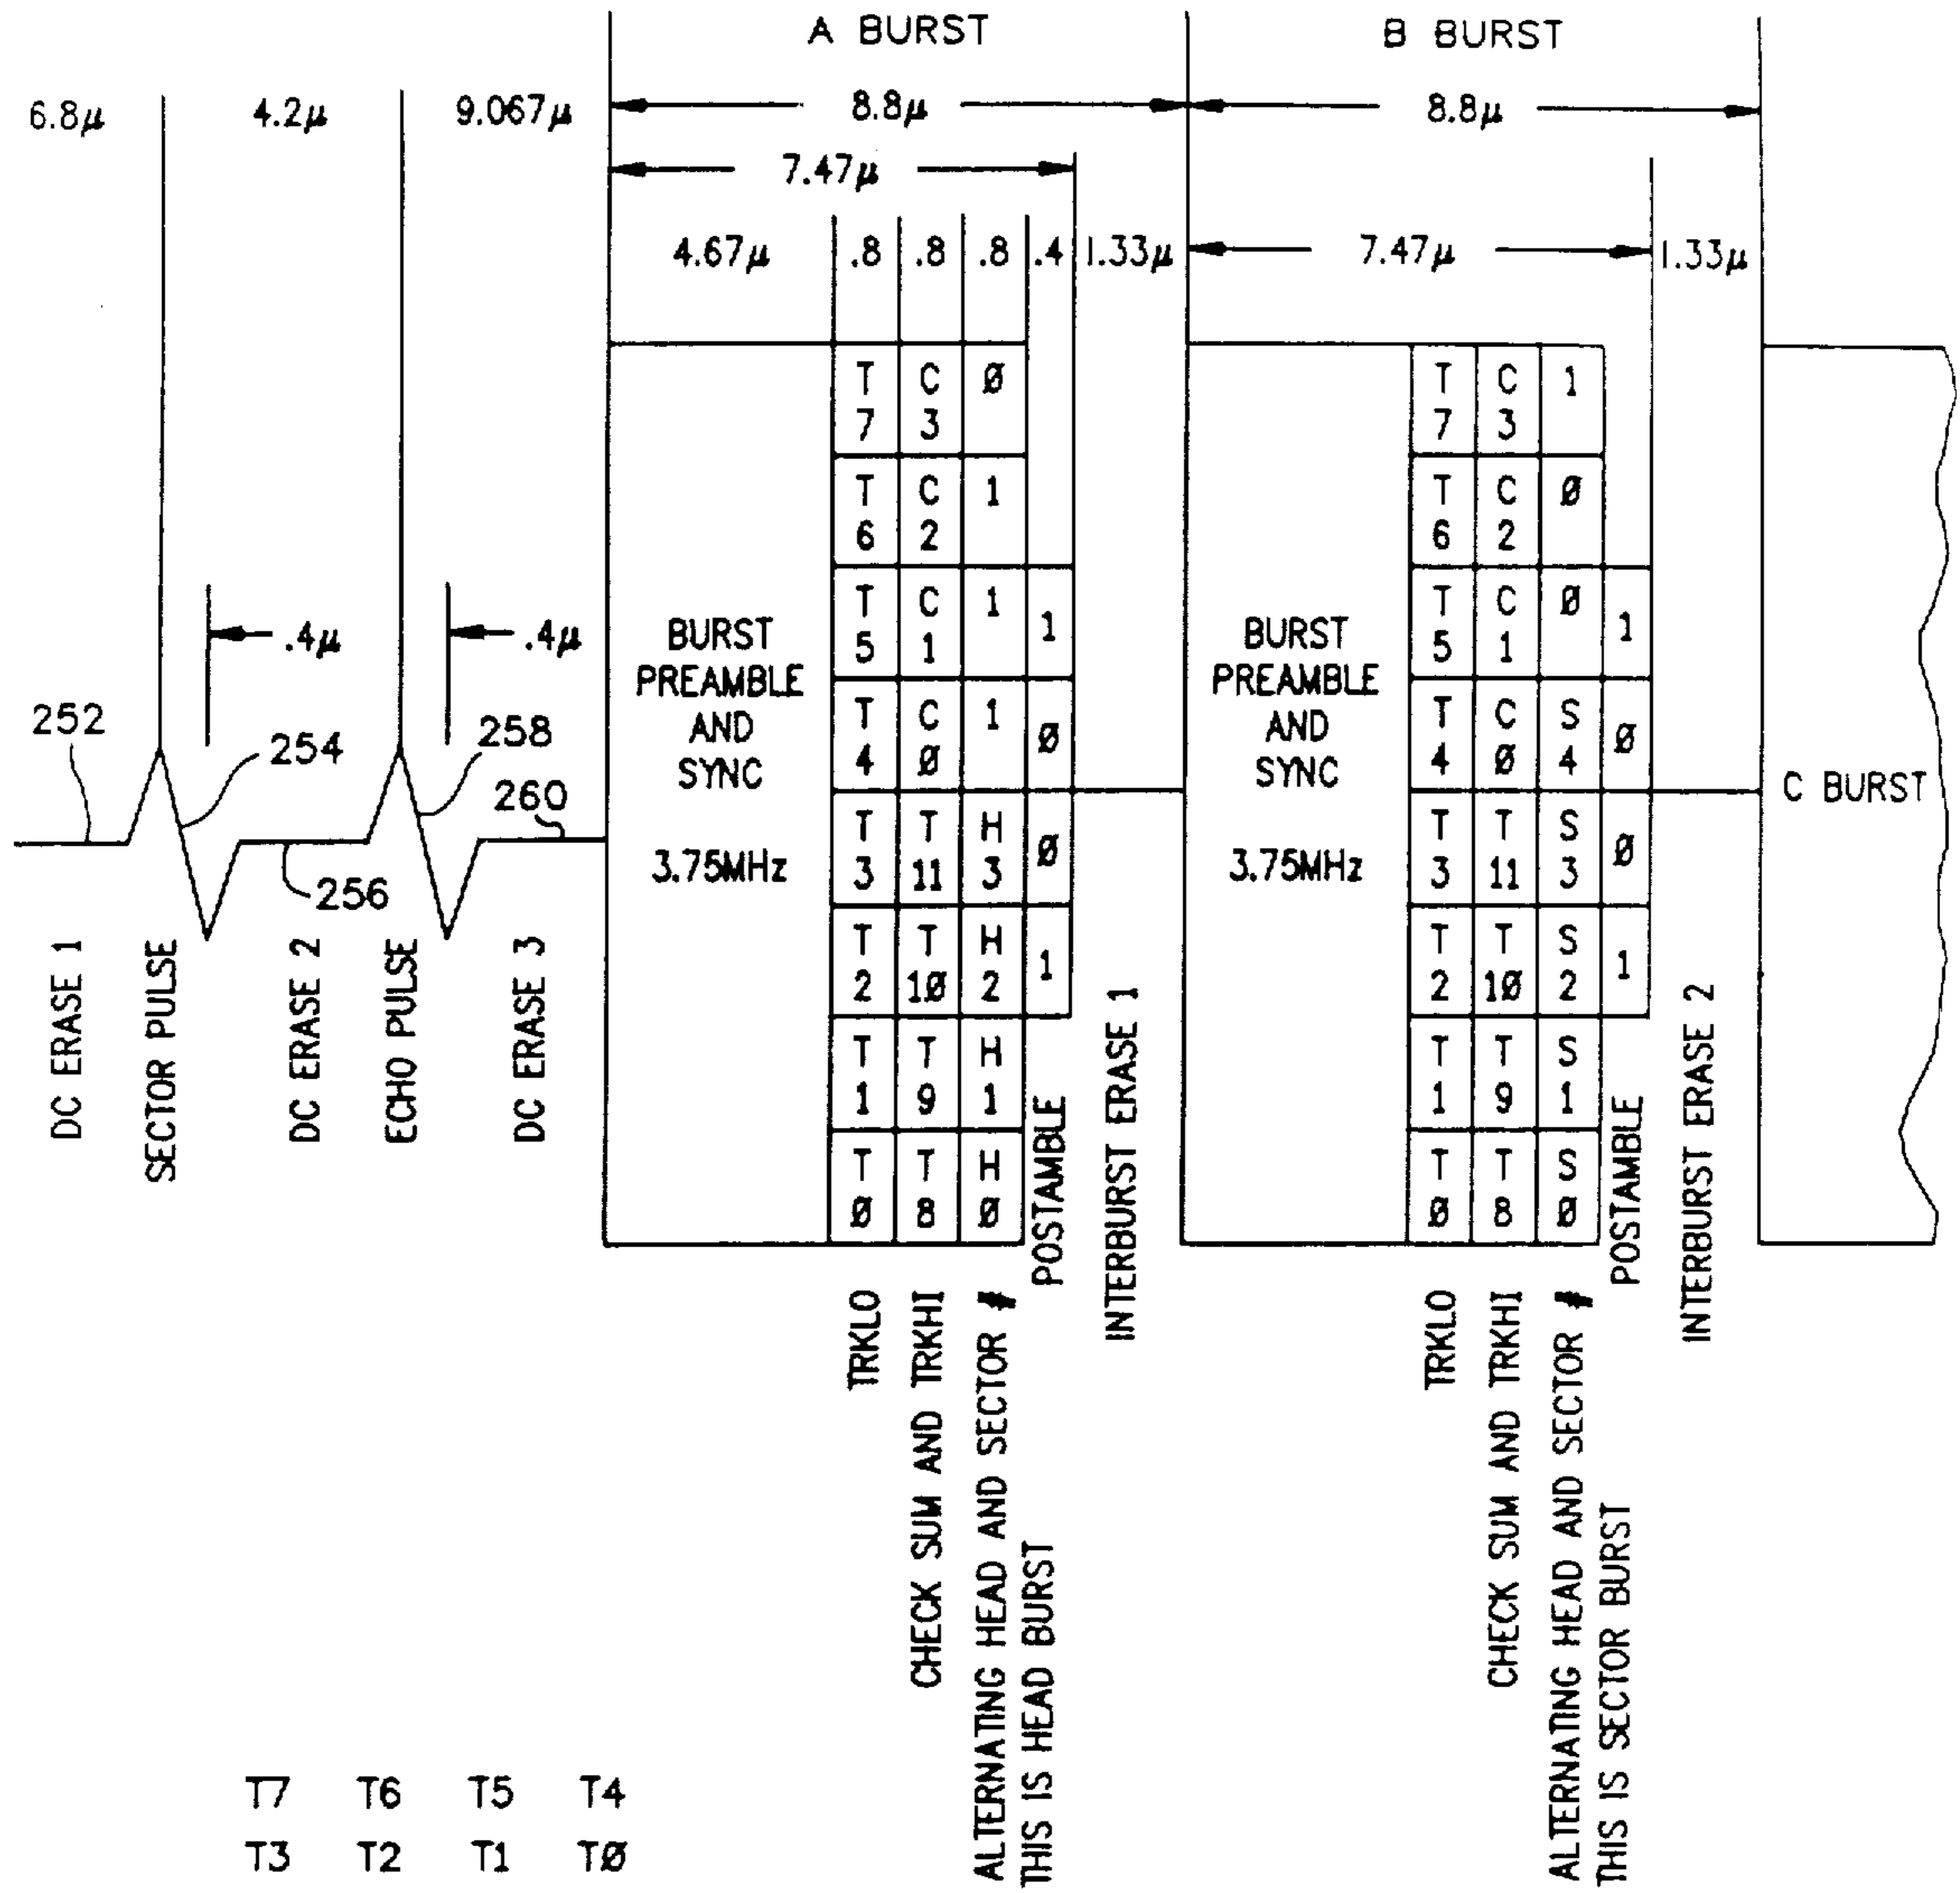 A BURST
B BURST
6.8µ
4.2µ
9.067µ
8.8µ
8.8µ
7.47µ
4.67µ
.8
.8
.8
.4
1.33µ
7.47µ
1.33µ
.4µ
.4µ
252
254
258
260
256
BURST
PREAMBLE
AND
SYNC
3.75MHz
T7 C3 Ø
T6 C2 1
T5 C1 1 1
T4 CØ 1 Ø
T3 T11 H3 Ø
T2 T1Ø H2 1
T1 T9 H1
TØ T8 HØ
BURST
PREAMBLE
AND
SYNC
3.75MHz
T7 C3 1
T6 C2 Ø
T5 C1 Ø 1
T4 CØ S4 Ø
T3 T11 S3 Ø
T2 T1Ø S2 1
T1 T9 S1
TØ T8 SØ
C BURST
DC ERASE 1
SECTOR PULSE
DC ERASE 2
ECHO PULSE
DC ERASE 3
TRKLO
CHECK SUM AND TRKHI
ALTERNATING HEAD AND SECTOR #
THIS IS HEAD BURST
POSTAMBLE
INTERBURST ERASE 1
TRKLO
CHECK SUM AND TRKHI
ALTERNATING HEAD AND SECTOR #
THIS IS SECTOR BURST
POSTAMBLE
INTERBURST ERASE 2
T7 T6 T5 T4
T3 T2 T1 TØ